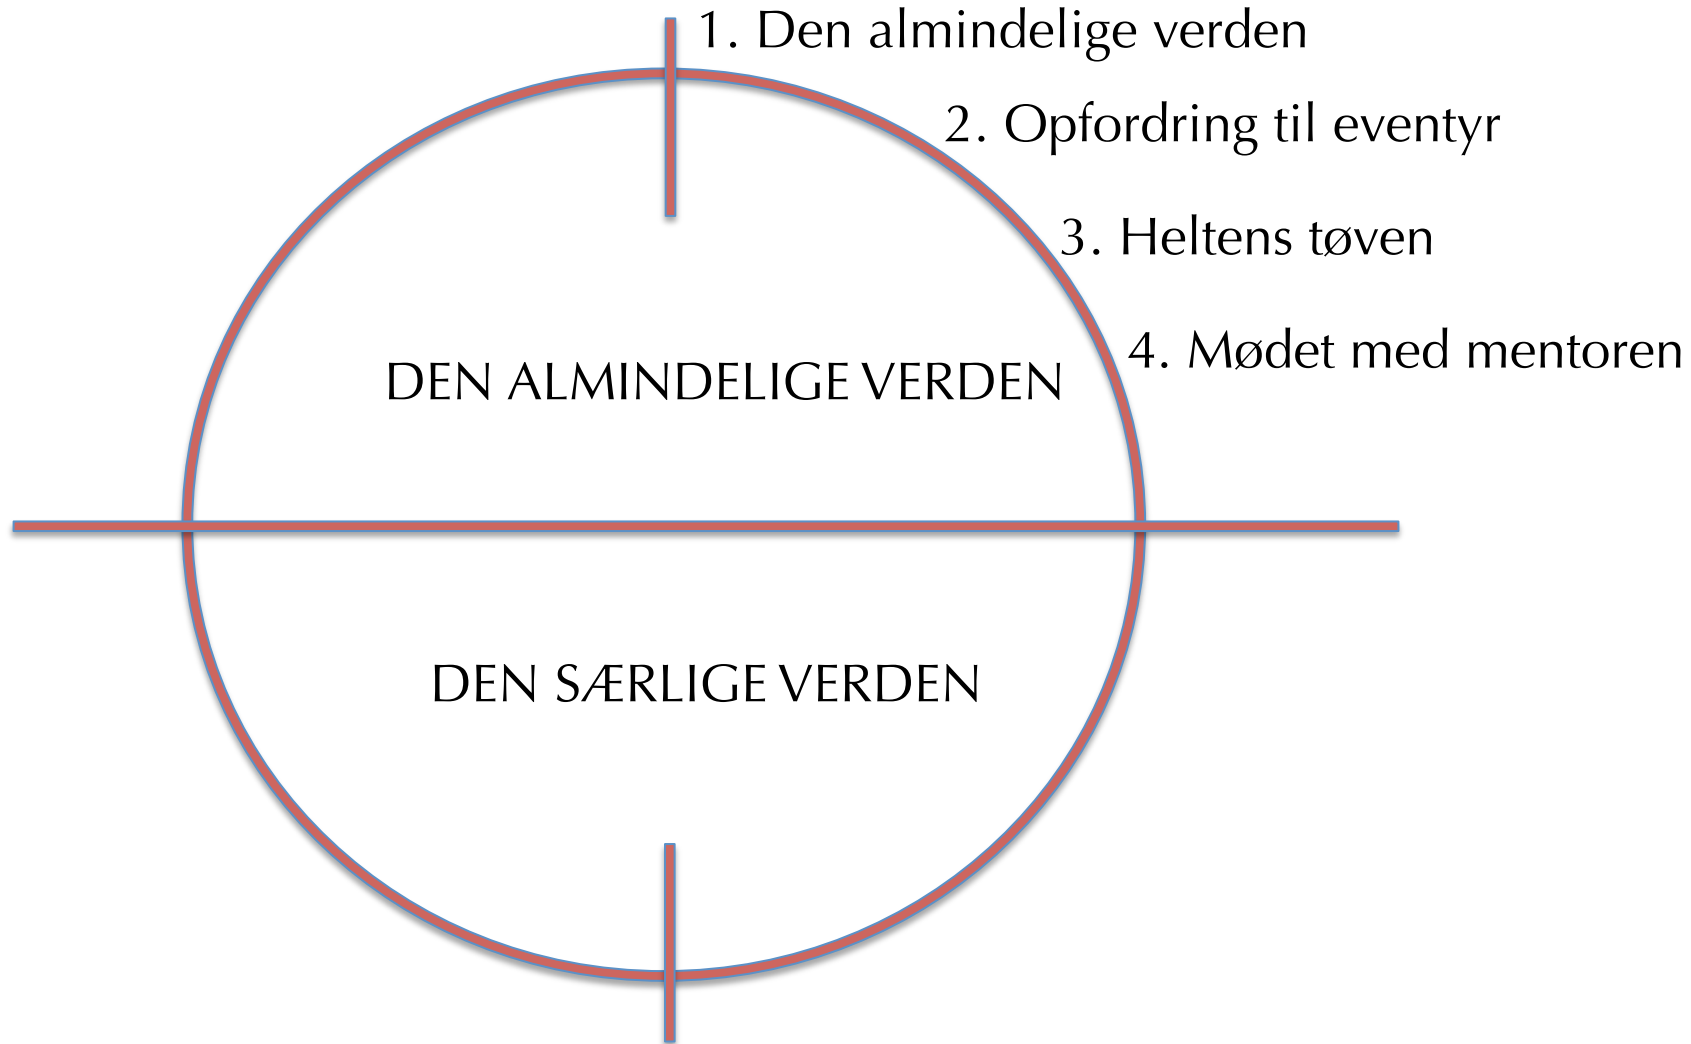 1. Den almindelige verden
2. Opfordring til eventyr
3. Heltens tøven
4. Mødet med mentoren
DEN ALMINDELIGE VERDEN
DEN SÆRLIGE VERDEN